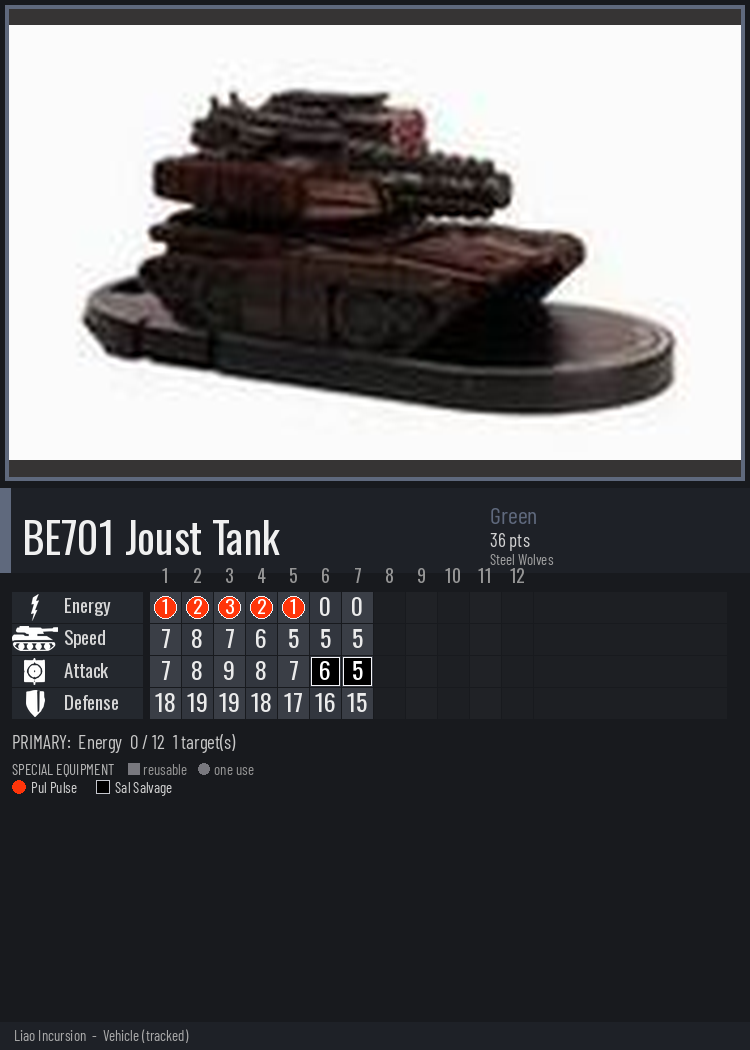 BE701 Joust Tank
Green
36 pts
Steel Wolves
1 2 3 4 5 6 7 8 9 10 11 12
Energy 1 2 3 2 1 0 0
Speed 7 8 7 6 5 5 5
Attack 7 8 9 8 7 6 5
Defense 18 19 19 18 17 16 15
PRIMARY: Energy 0 / 12 1 target(s)
SPECIAL EQUIPMENT reusable one use
Pul Pulse Sal Salvage
Liao Incursion - Vehicle (tracked)